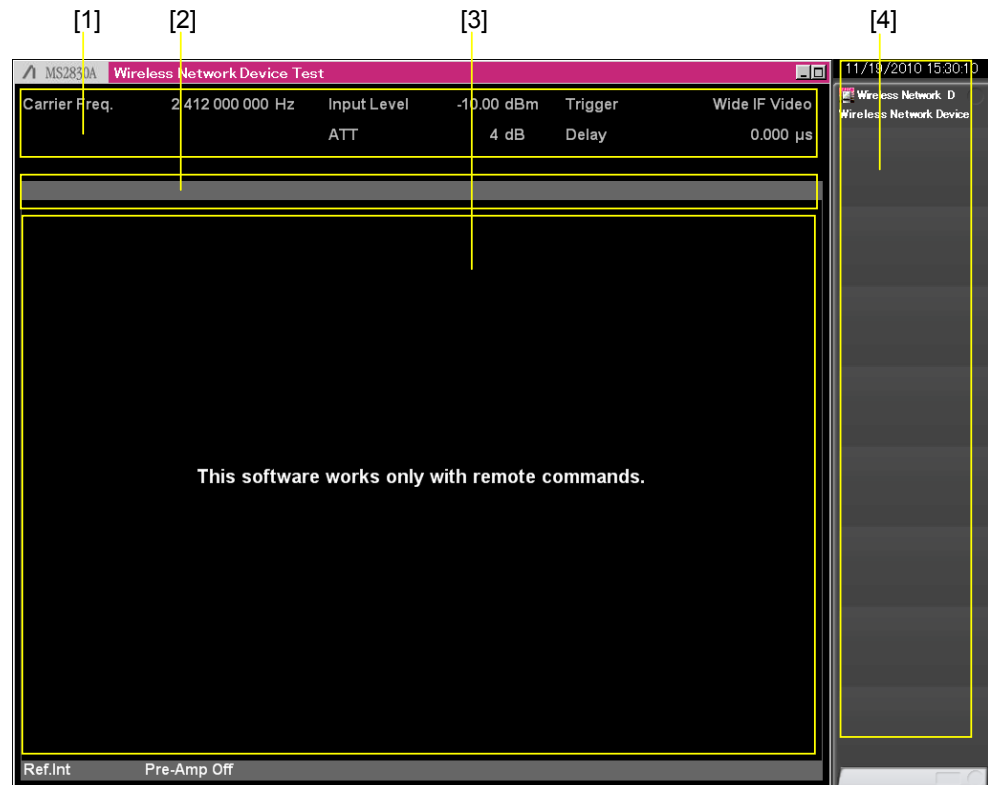 [1] [2] [3] [4]
MS2830A Wireless Network Device Test
11/19/2010 15:30:10
Carrier Freq. 2 412 000 000 Hz Input Level -10.00 dBm Trigger Wide IF Video
ATT 4 dB Delay 0.000 µs
Wireless Network D
Wireless Network Device
This software works only with remote commands.
Ref.Int Pre-Amp Off